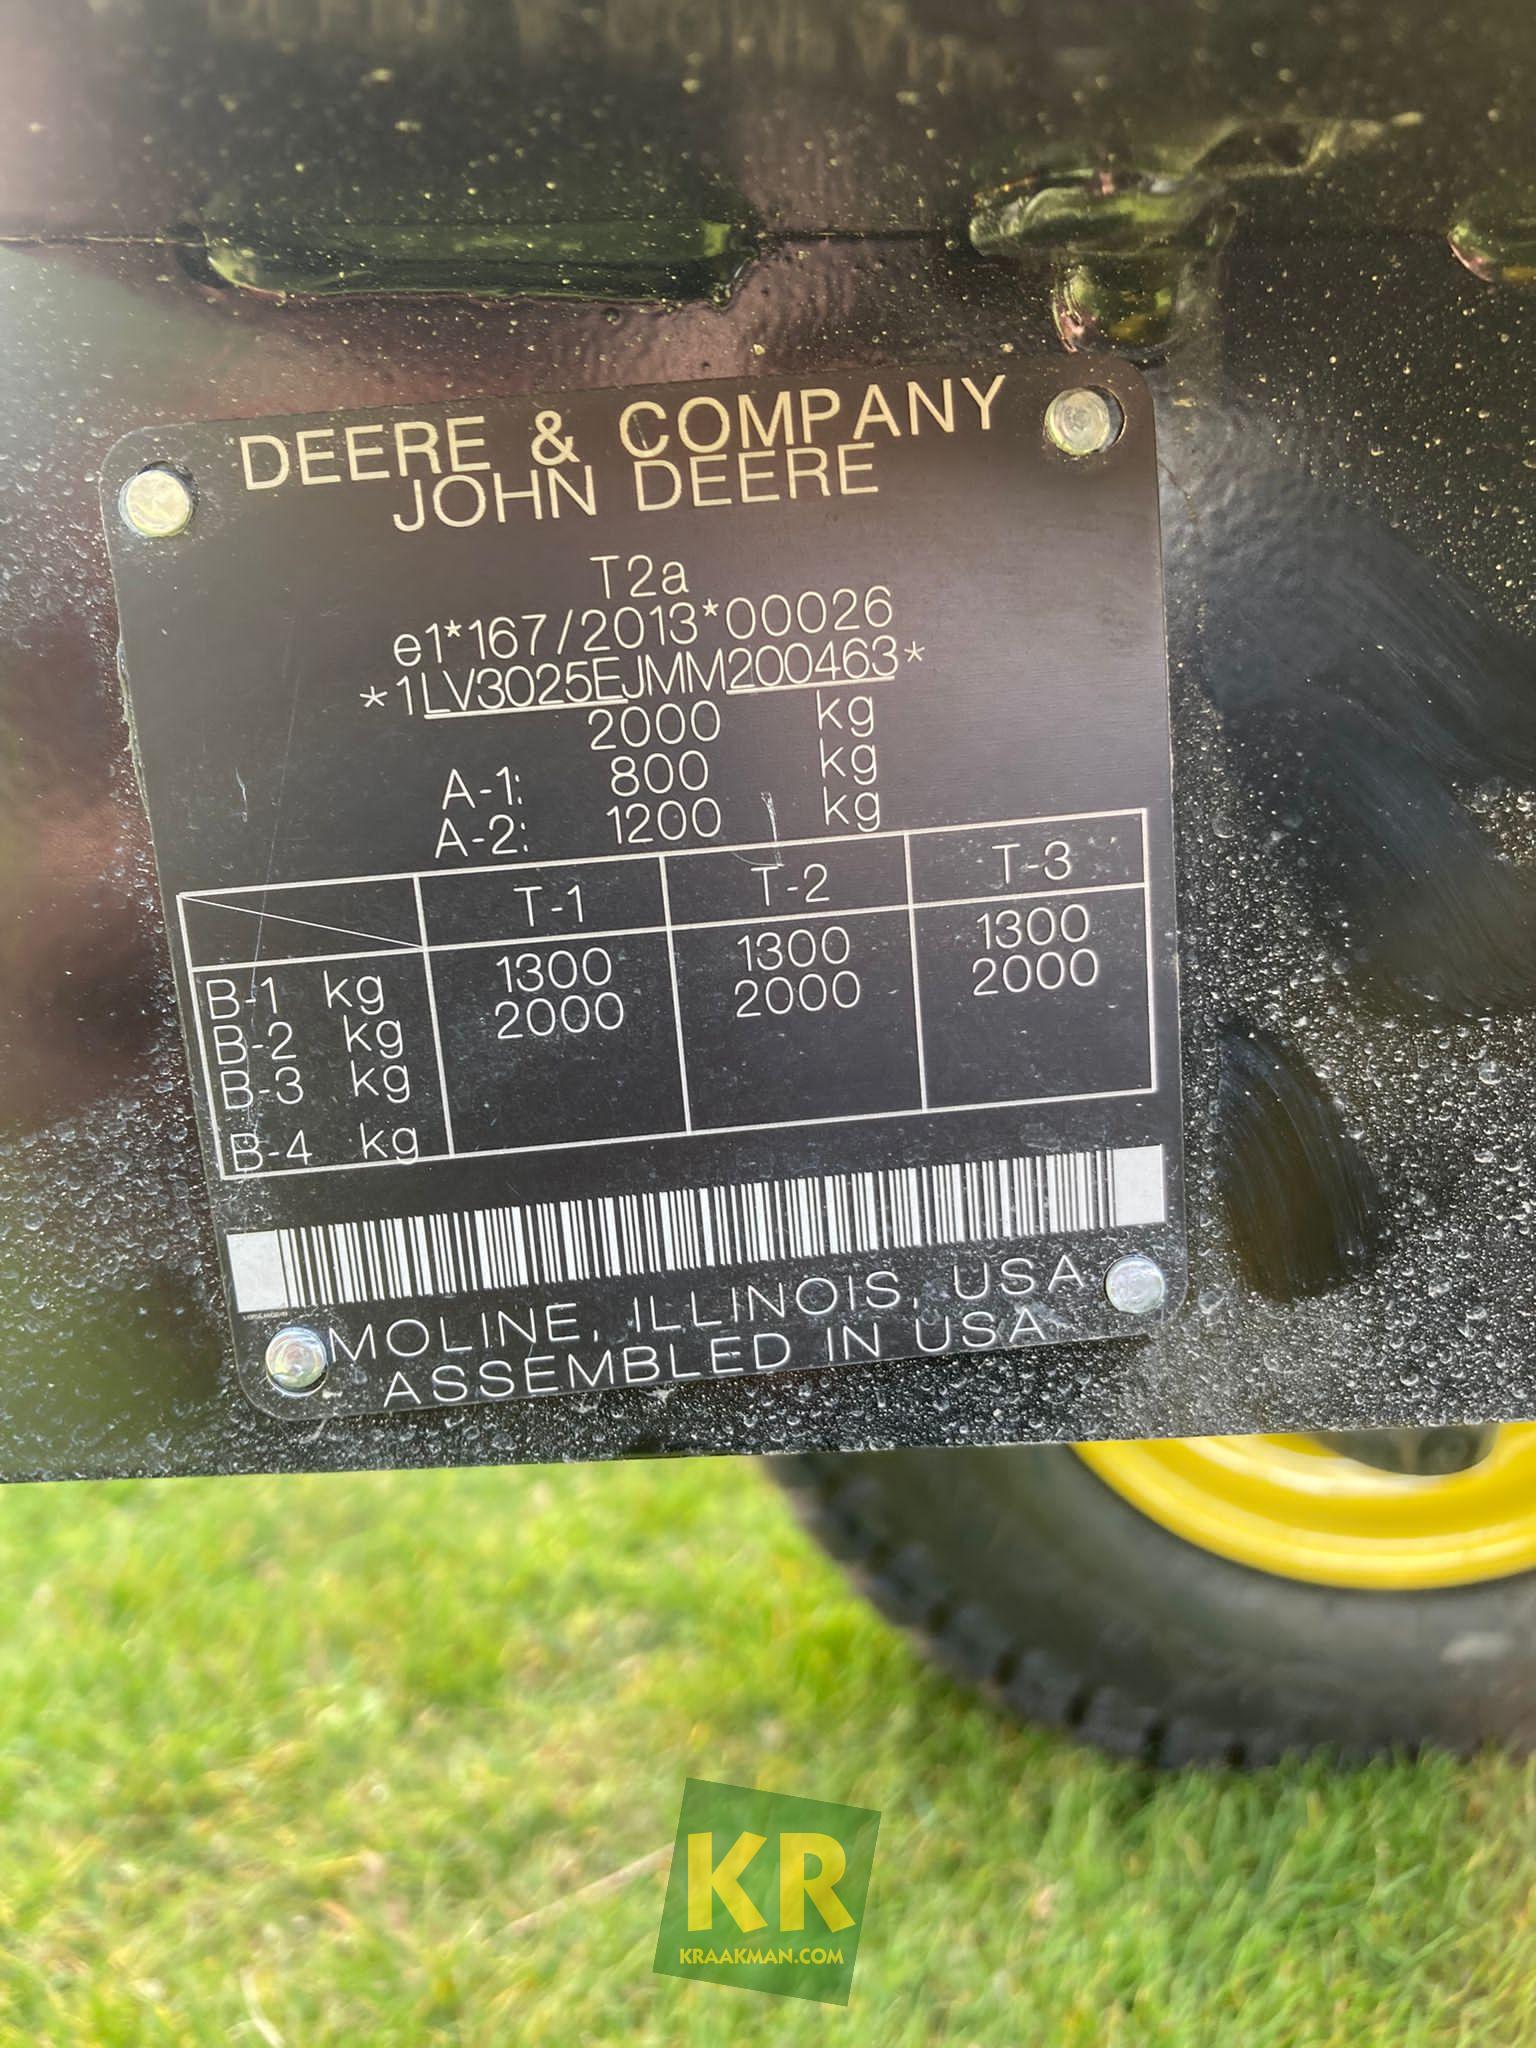 DEERE & COMPANY
JOHN DEERE
T2a
e1*167/2013*00026
*1LV3025EJMM200463*
2000 kg
A-1: 800 kg
A-2: 1200 kg
T-1 T-2 T-3
B-1 kg 1300 1300 1300
B-2 kg 2000 2000 2000
B-3 kg
B-4 kg
MOLINE, ILLINOIS, USA
ASSEMBLED IN USA
KR
KRAAKMAN.COM